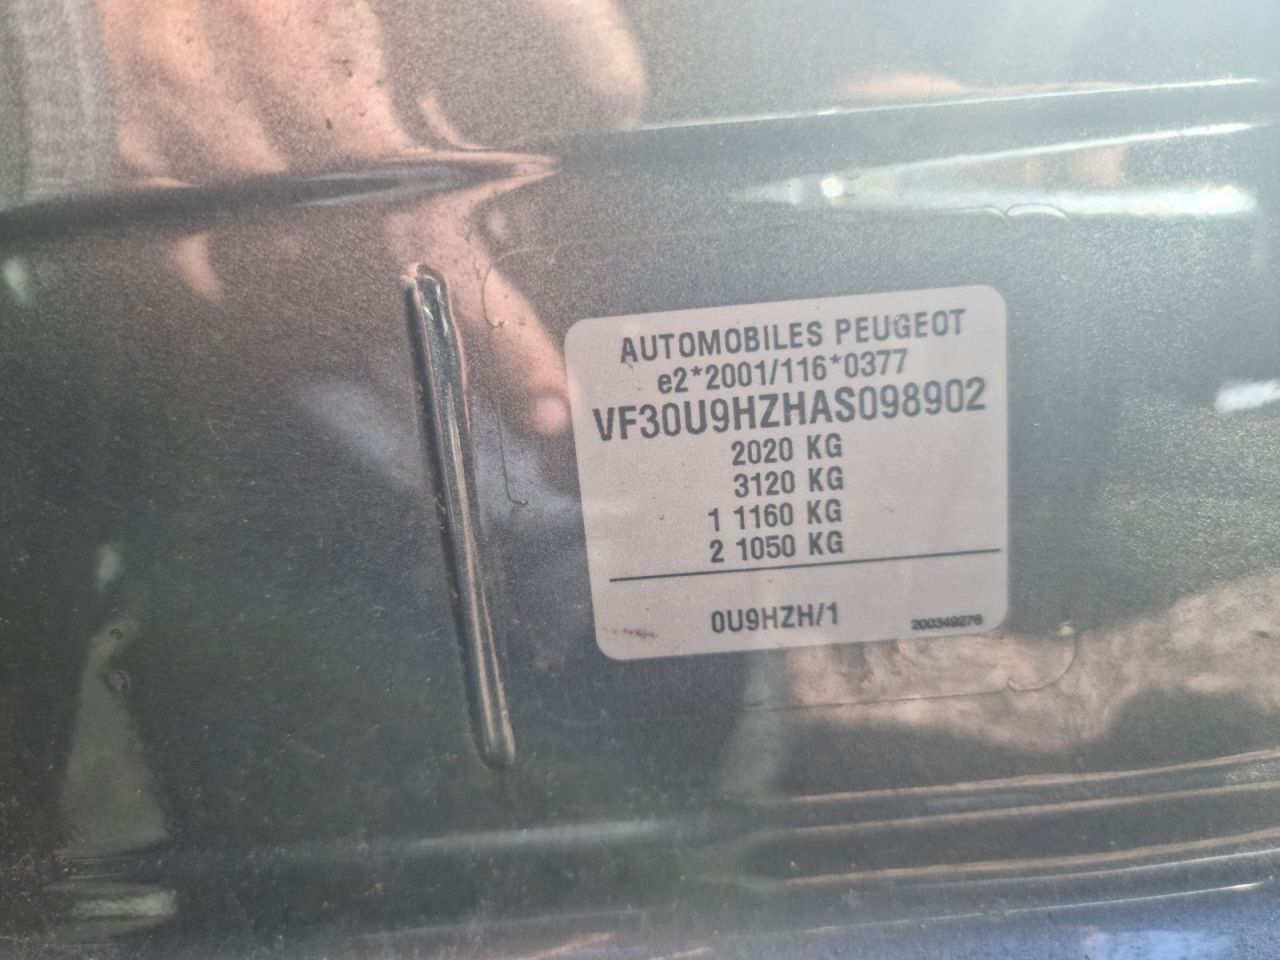 AUTOMOBILES PEUGEOT
e2*2001/116*0377
VF30U9HZHAS098902
2020 KG
3120 KG
1 1160 KG
2 1050 KG
0U9HZH/1
200349276